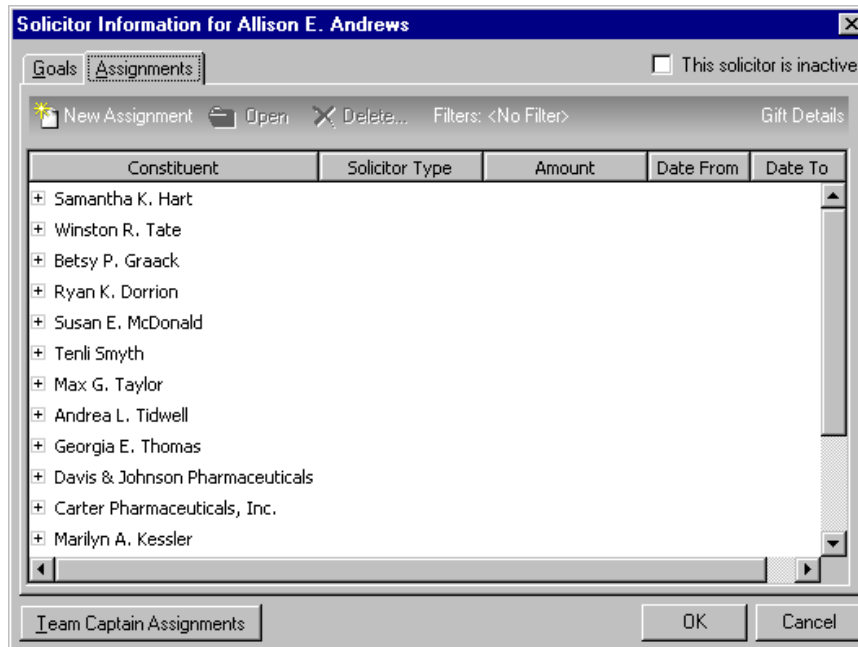 Solicitor Information for Allison E. Andrews
Goals Assignments This solicitor is inactive
New Assignment Open Delete... Filters: <No Filter> Gift Details
Constituent Solicitor Type Amount Date From Date To
Samantha K. Hart
Winston R. Tate
Betsy P. Graack
Ryan K. Dorrion
Susan E. McDonald
Tenli Smyth
Max G. Taylor
Andrea L. Tidwell
Georgia E. Thomas
Davis & Johnson Pharmaceuticals
Carter Pharmaceuticals, Inc.
Marilyn A. Kessler
Team Captain Assignments OK Cancel